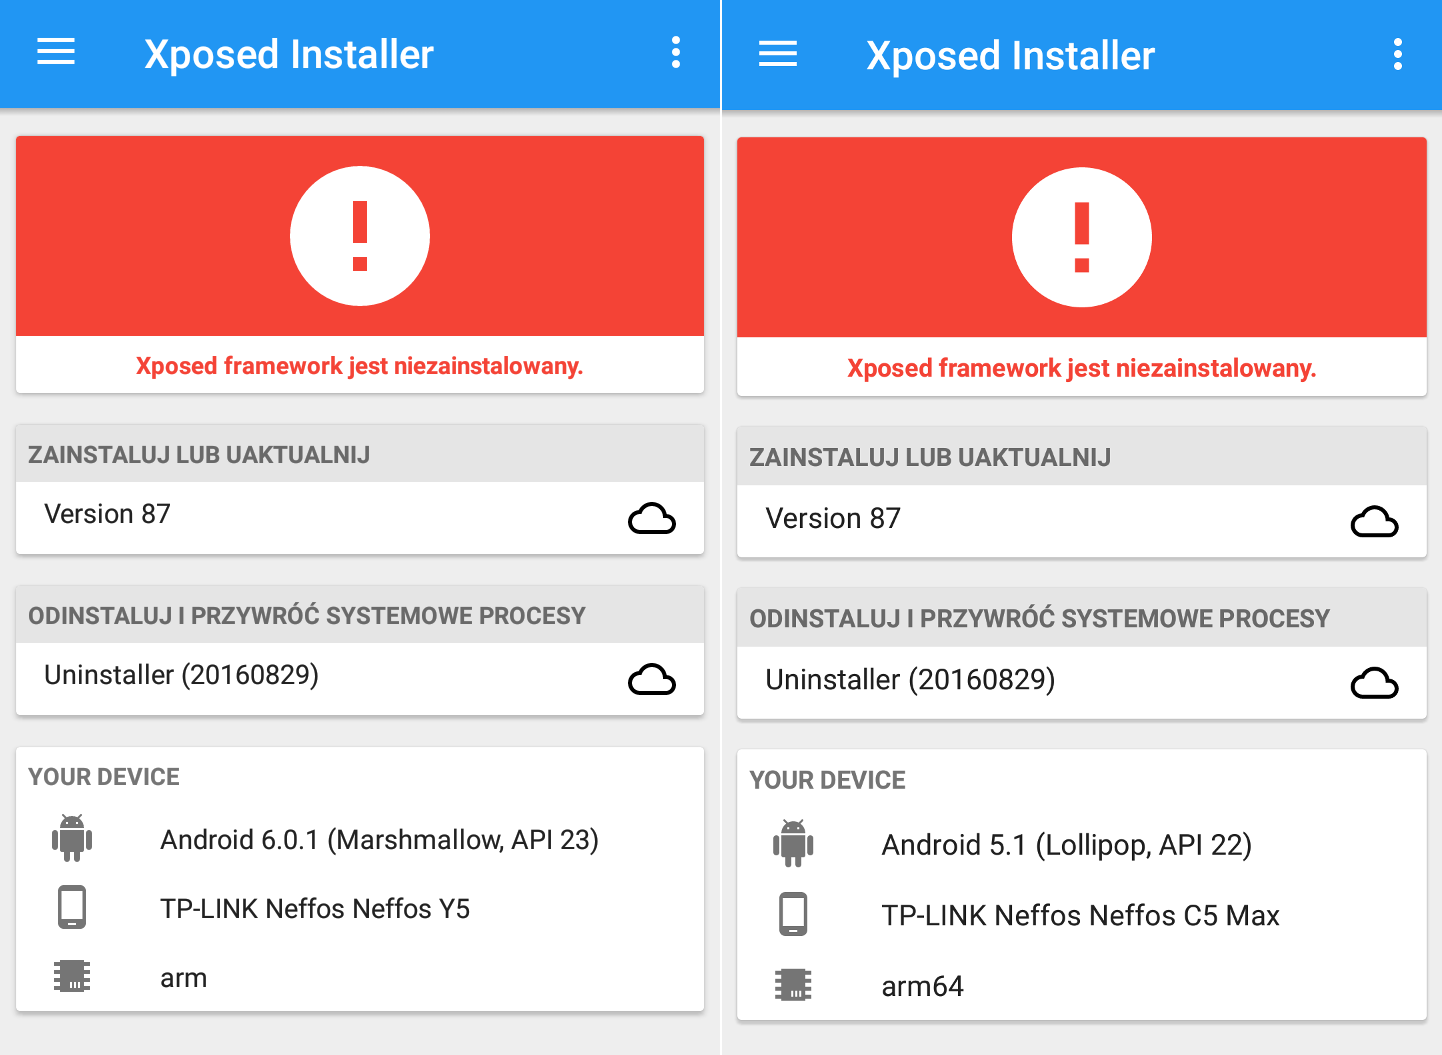 Xposed Installer
Xposed framework jest niezainstalowany.
ZAINSTALUJ LUB UAKTUALNIJ
Version 87
ODINSTALUJ I PRZYWRÓĆ SYSTEMOWE PROCESY
Uninstaller (20160829)
YOUR DEVICE
Android 6.0.1 (Marshmallow, API 23)
TP-LINK Neffos Neffos Y5
arm
Xposed Installer
Xposed framework jest niezainstalowany.
ZAINSTALUJ LUB UAKTUALNIJ
Version 87
ODINSTALUJ I PRZYWRÓĆ SYSTEMOWE PROCESY
Uninstaller (20160829)
YOUR DEVICE
Android 5.1 (Lollipop, API 22)
TP-LINK Neffos Neffos C5 Max
arm64